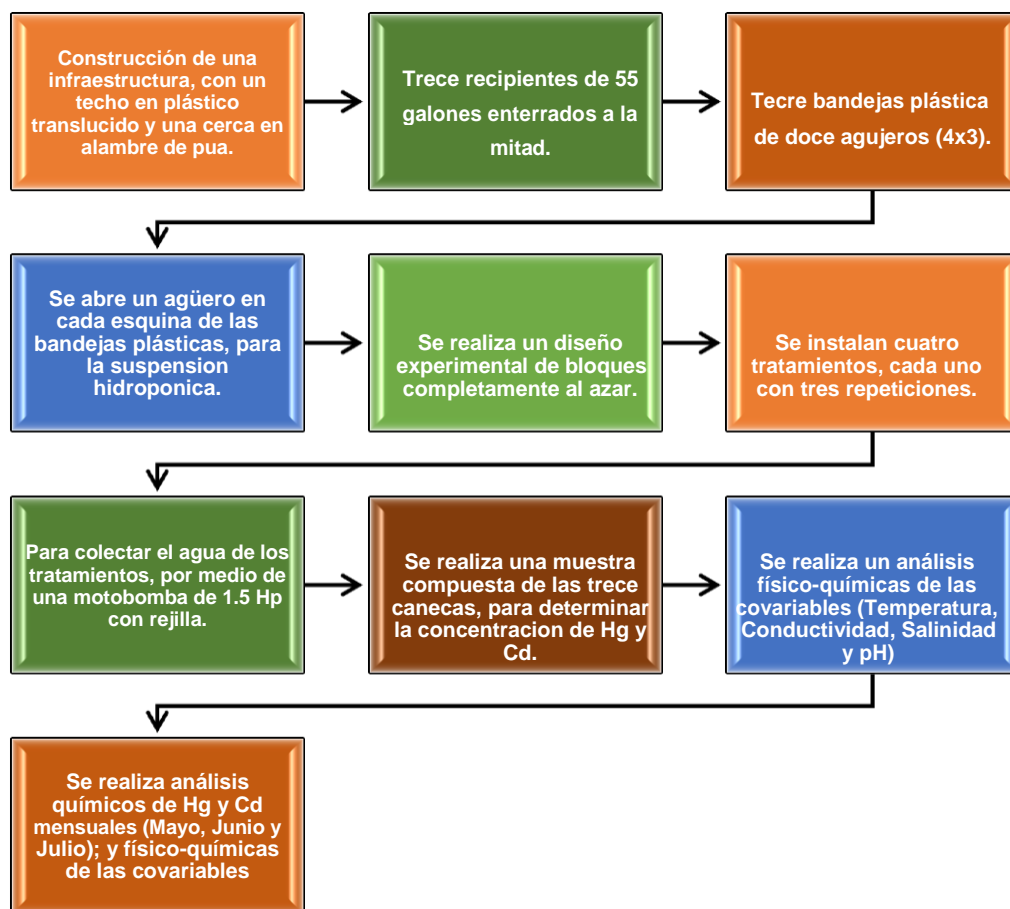 Construcción de una
infraestructura, con un
techo en plástico
translucido y una cerca en
alambre de pua.
Trece recipientes de 55
galones enterrados a la
mitad.
Tecre bandejas plástica
de doce agujeros (4x3).
Se abre un agüero en
cada esquina de las
bandejas plásticas, para
la suspension
hidroponica.
Se realiza un diseño
experimental de bloques
completamente al azar.
Se instalan cuatro
tratamientos, cada uno
con tres repeticiones.
Para colectar el agua de los
tratamientos, por medio de
una motobomba de 1.5 Hp
con rejilla.
Se realiza una muestra
compuesta de las trece
canecas, para determinar
la concentracion de Hg y
Cd.
Se realiza un análisis
físico-químicas de las
covariables (Temperatura,
Conductividad, Salinidad
y pH)
Se realiza análisis
químicos de Hg y Cd
mensuales (Mayo, Junio y
Julio); y físico-químicas
de las covariables